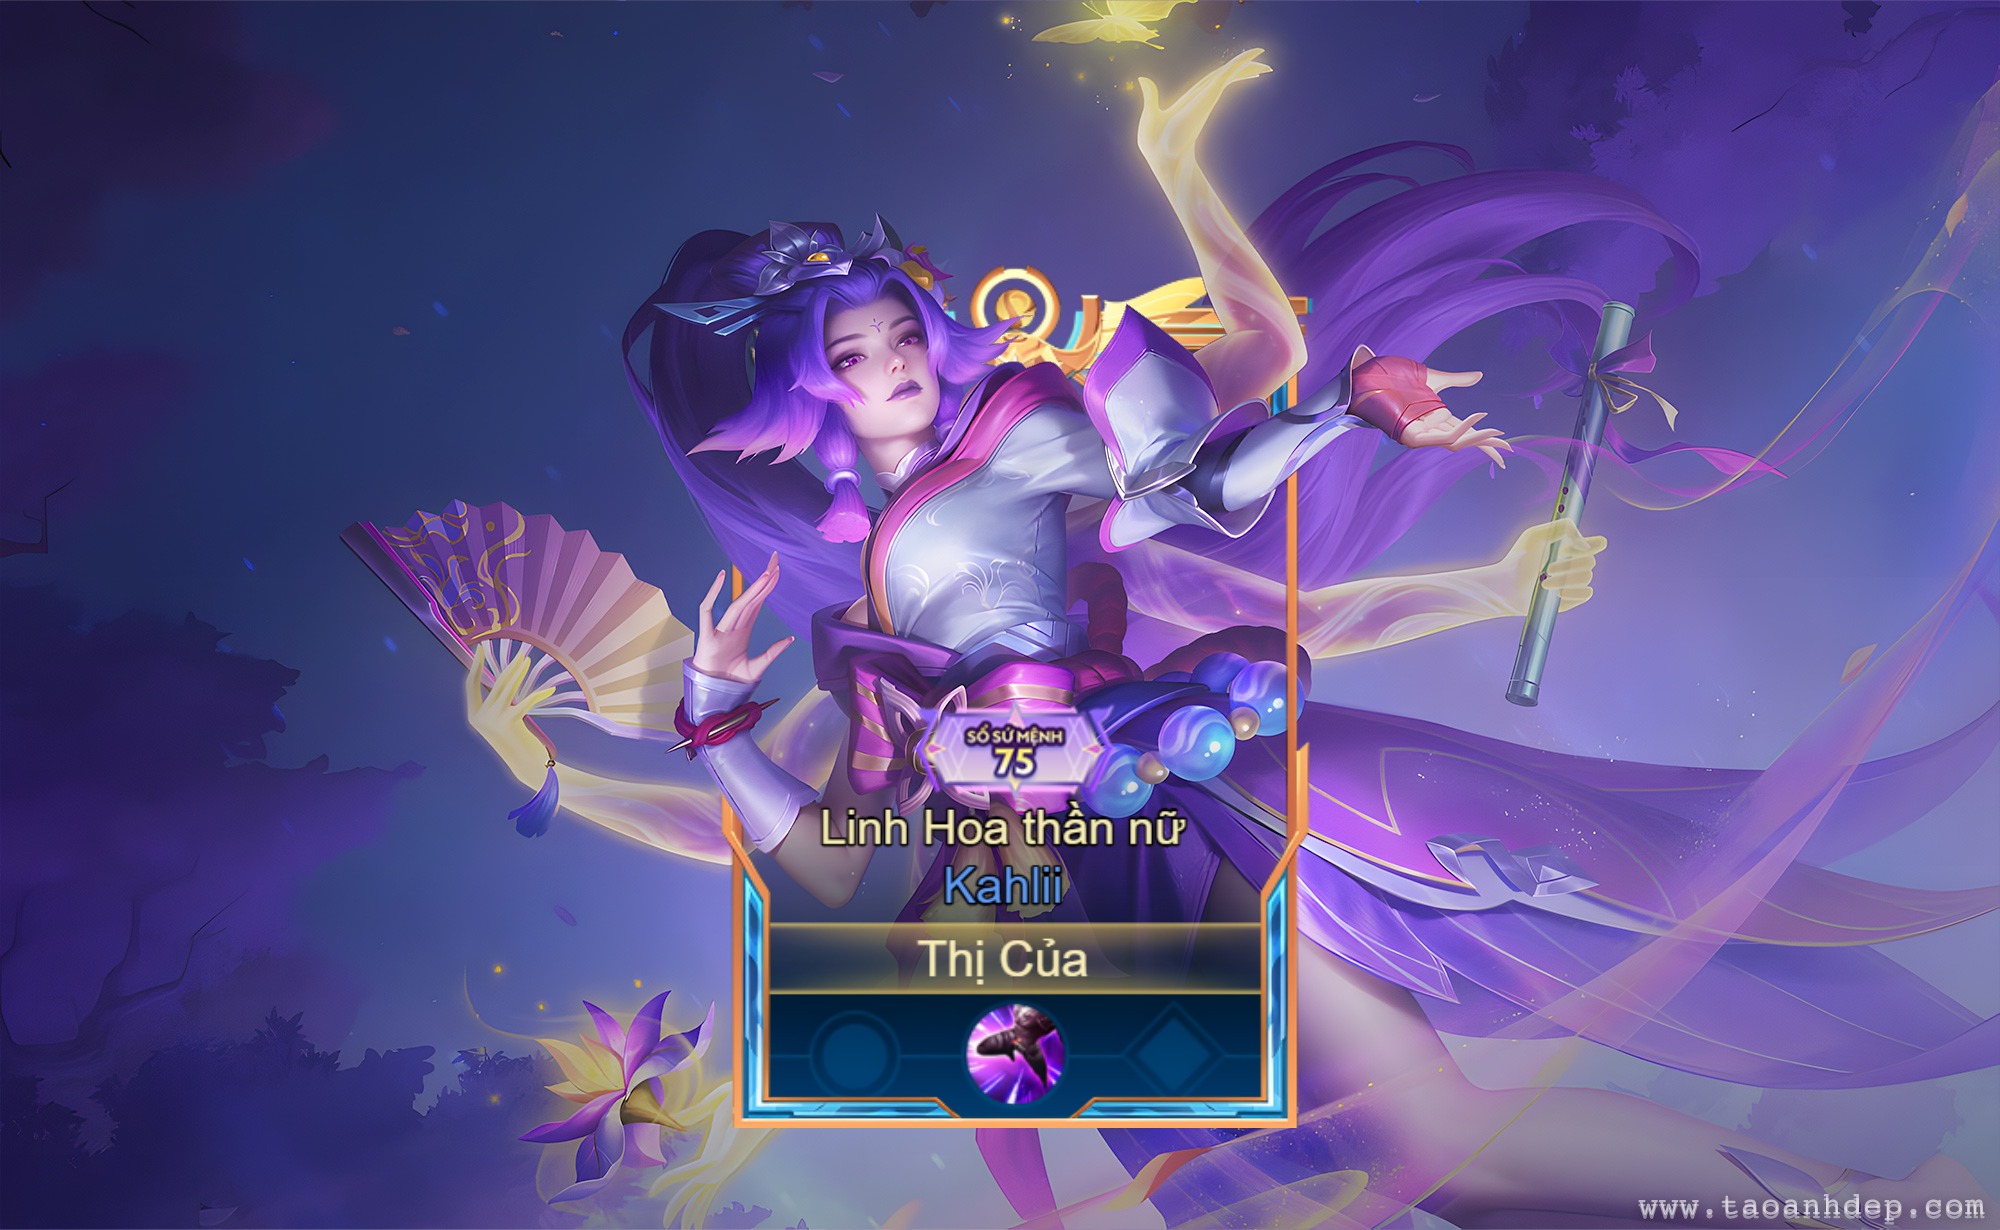 SỔ SỨ MỆNH
75
Linh Hoa thần nữ
Kahlii
Thị Của
www.taoanhdep.com